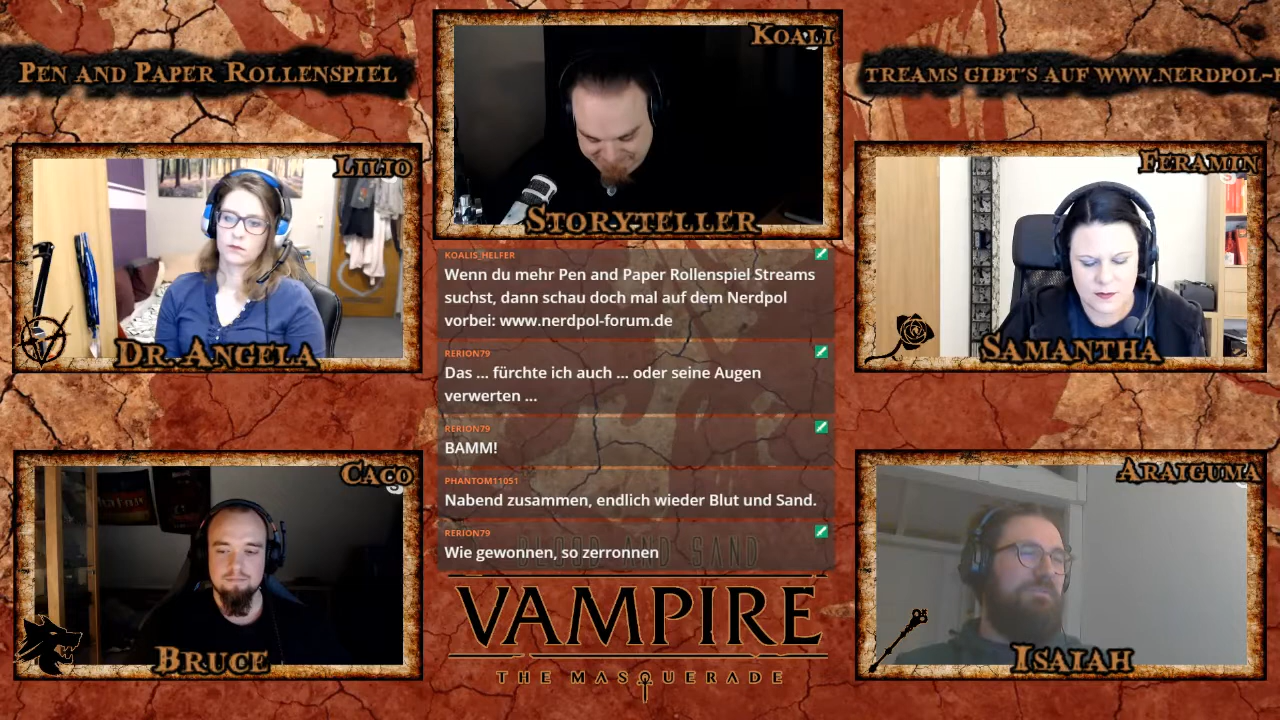 KOALI
PEN AND PAPER ROLLENSPIEL
TREAMS GIBT'S AUF WWW.NERDPOL-
LILIO
FERAMIN
STORYTELLER
KOALIS_HELFER
Wenn du mehr Pen and Paper Rollenspiel Streams
suchst, dann schau doch mal auf dem Nerdpol
vorbei: www.nerdpol-forum.de
DR. ANGELA
SAMANTHA
RERION79
Das ... fürchte ich auch ... oder seine Augen
verwerten ...
RERION79
BAMM!
CACO
ARAIGUMA
PHANTOM11051
Nabend zusammen, endlich wieder Blut und Sand.
RERION79
Wie gewonnen, so zerronnen
BLOOD AND SAND
VAMPIRE
THE MASQUERADE
BRUCE
ISAIAH